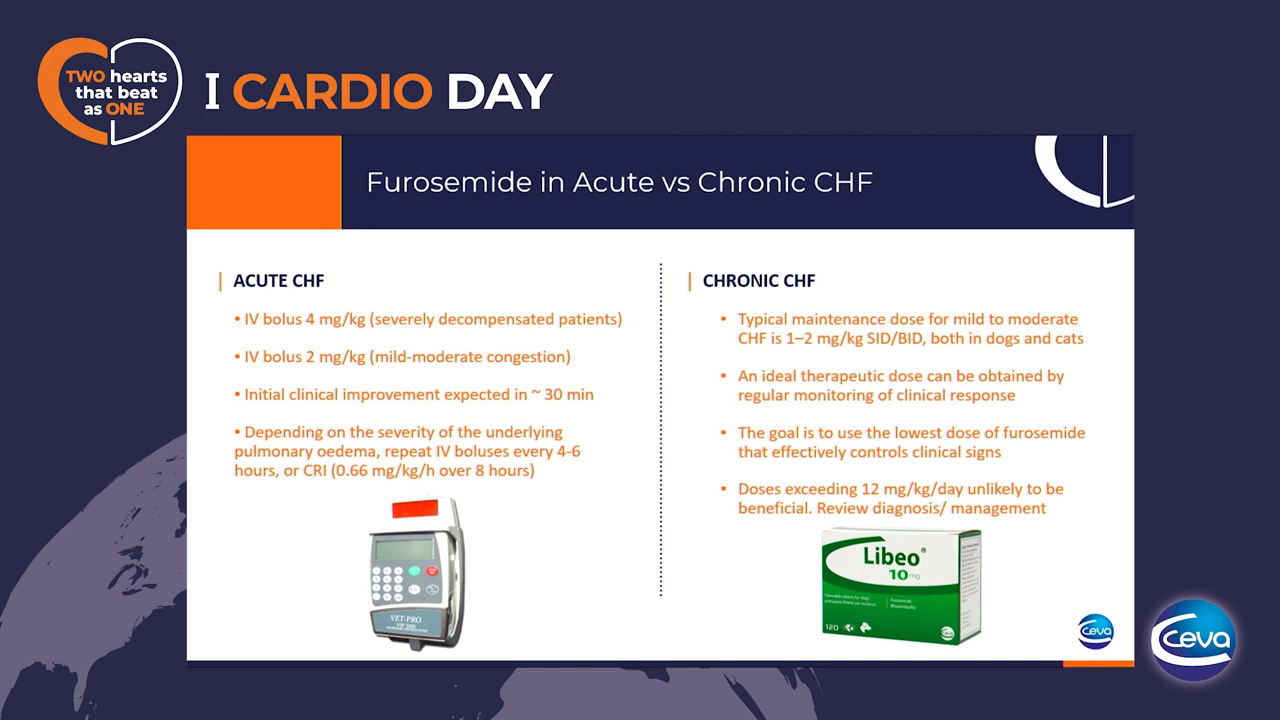 TWO hearts
that beat
as ONE
I CARDIO DAY
Furosemide in Acute vs Chronic CHF
ACUTE CHF
• IV bolus 4 mg/kg (severely decompensated patients)
• IV bolus 2 mg/kg (mild-moderate congestion)
• Initial clinical improvement expected in ~ 30 min
• Depending on the severity of the underlying
pulmonary oedema, repeat IV boluses every 4-6
hours, or CRI (0.66 mg/kg/h over 8 hours)
VET-PRO
CHRONIC CHF
• Typical maintenance dose for mild to moderate
CHF is 1–2 mg/kg SID/BID, both in dogs and cats
• An ideal therapeutic dose can be obtained by
regular monitoring of clinical response
• The goal is to use the lowest dose of furosemide
that effectively controls clinical signs
• Doses exceeding 12 mg/kg/day unlikely to be
beneficial. Review diagnosis/ management
Libeo®
10 mg
Chewable tablets for dogs
Furosemide
120
Ceva
Ceva